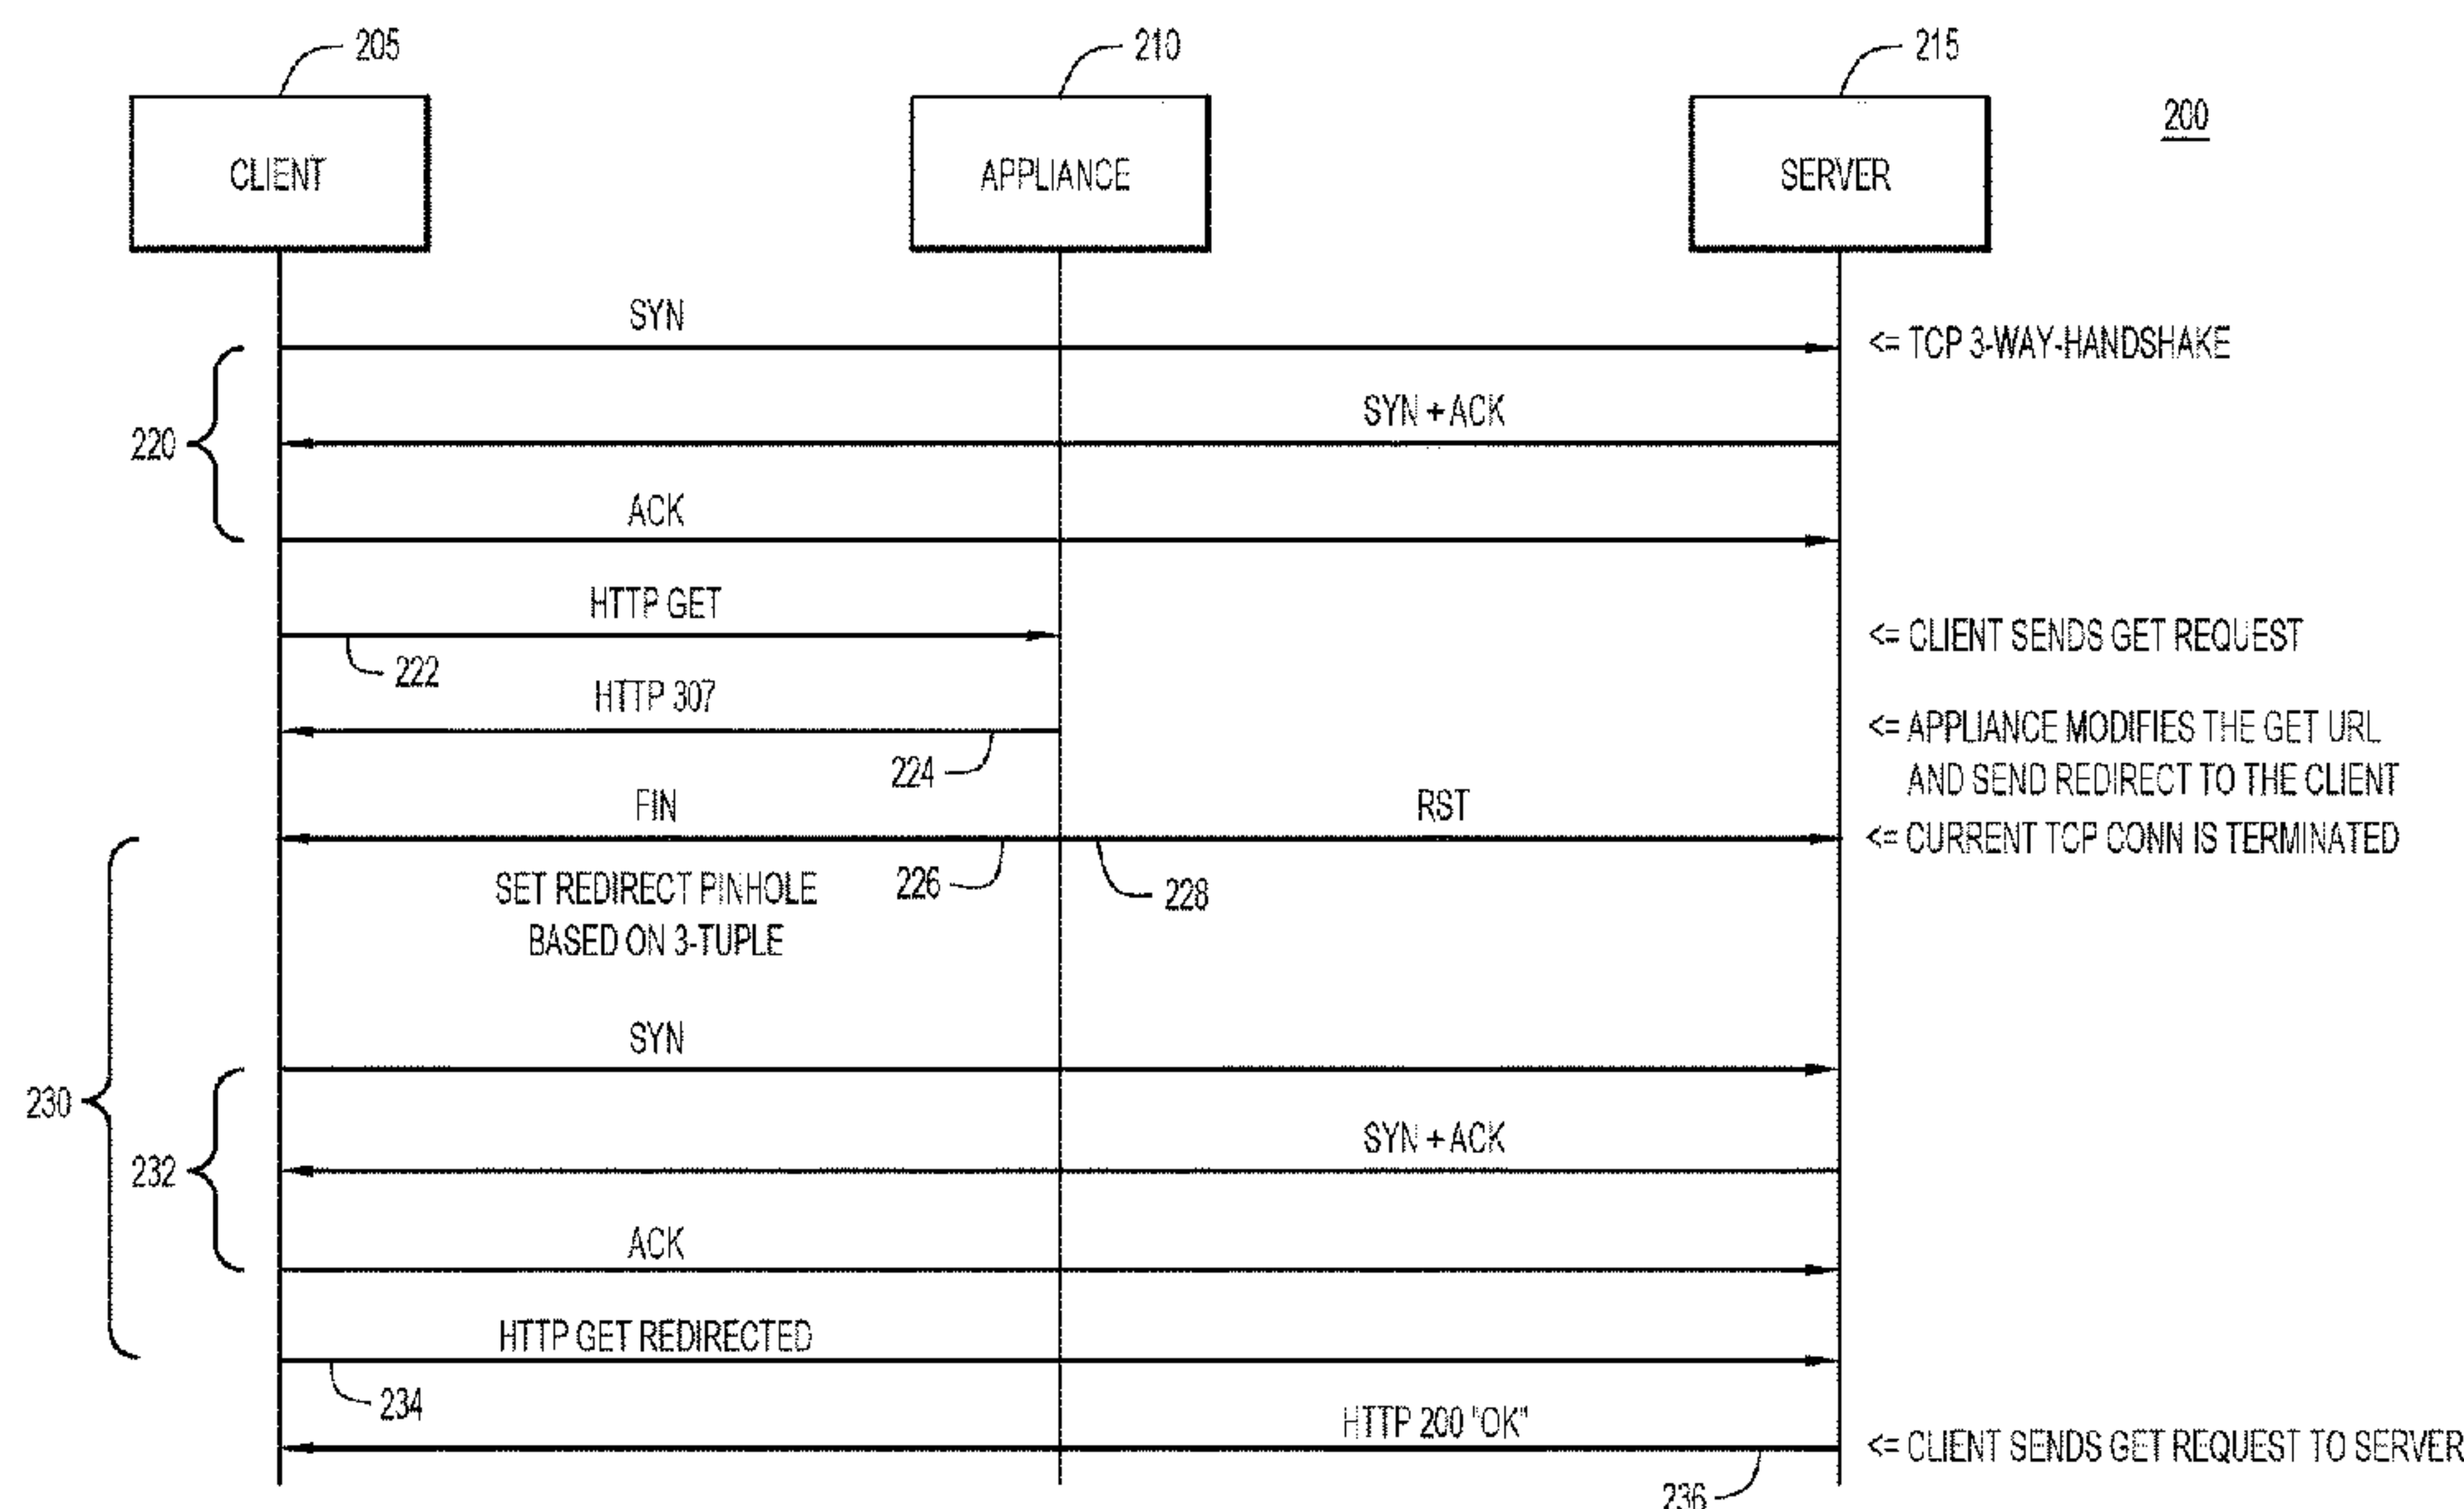 205
210
215
200
CLIENT
APPLIANCE
SERVER
SYN
<= TCP 3-WAY-HANDSHAKE
SYN + ACK
220
ACK
HTTP GET
<= CLIENT SENDS GET REQUEST
222
HTTP 307
<= APPLIANCE MODIFIES THE GET URL
AND SEND REDIRECT TO THE CLIENT
224
FIN
RST
<= CURRENT TCP CONN IS TERMINATED
SET REDIRECT PINHOLE
BASED ON 3-TUPLE
226
228
SYN
230
SYN + ACK
232
ACK
HTTP GET REDIRECTED
234
HTTP 200 "OK"
<= CLIENT SENDS GET REQUEST TO SERVER
236